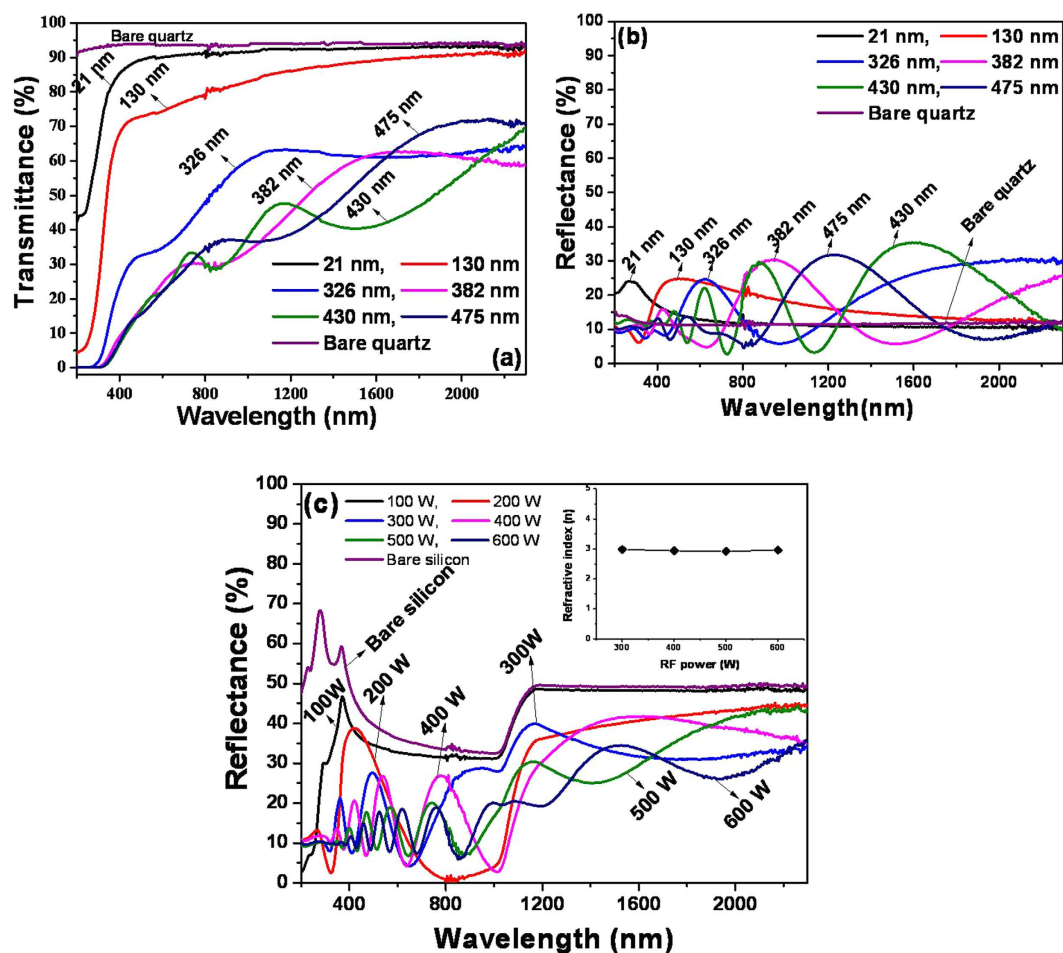 100
90
80
70
60
50
40
30
20
10
0
Transmittance (%)
Bare quartz
21 nm
130 nm
326 nm
382 nm
475 nm
430 nm
21 nm, 130 nm
326 nm, 382 nm
430 nm, 475 nm
Bare quartz
(a)
400 800 1200 1600 2000
Wavelength (nm)
(b)
100
90
80
70
60
50
40
30
20
10
0
Reflectance (%)
21 nm, 130 nm
326 nm, 382 nm
430 nm, 475 nm
Bare quartz
21 nm
130 nm
326 nm
382 nm
475 nm
430 nm
Bare quartz
400 800 1200 1600 2000
Wavelength(nm)
(c)
100
90
80
70
60
50
40
30
20
10
0
Reflectance (%)
100 W, 200 W
300 W, 400 W
500 W, 600 W
Bare silicon
5
4
3
2
1
0
Refractive index (n)
300 400 500 600
RF power (W)
Bare silicon
100W
200 W
400 W
300W
500 W
600 W
400 800 1200 1600 2000
Wavelength (nm)